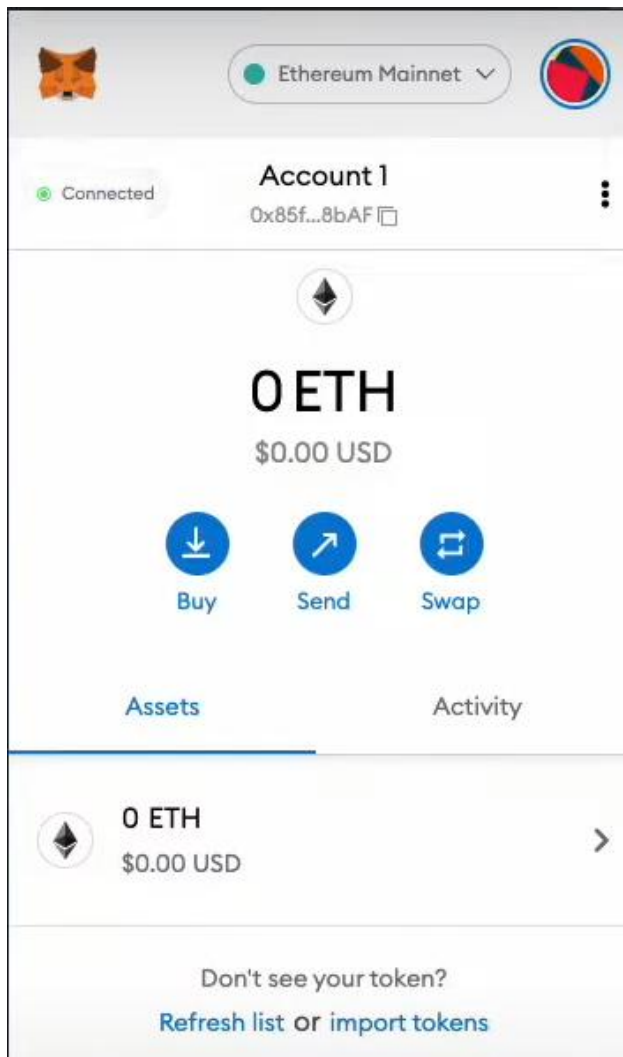 Ethereum Mainnet
Connected
Account 1
0x85f...8bAF
0 ETH
$0.00 USD
Buy Send Swap
Assets Activity
0 ETH
$0.00 USD
Don't see your token?
Refresh list or import tokens